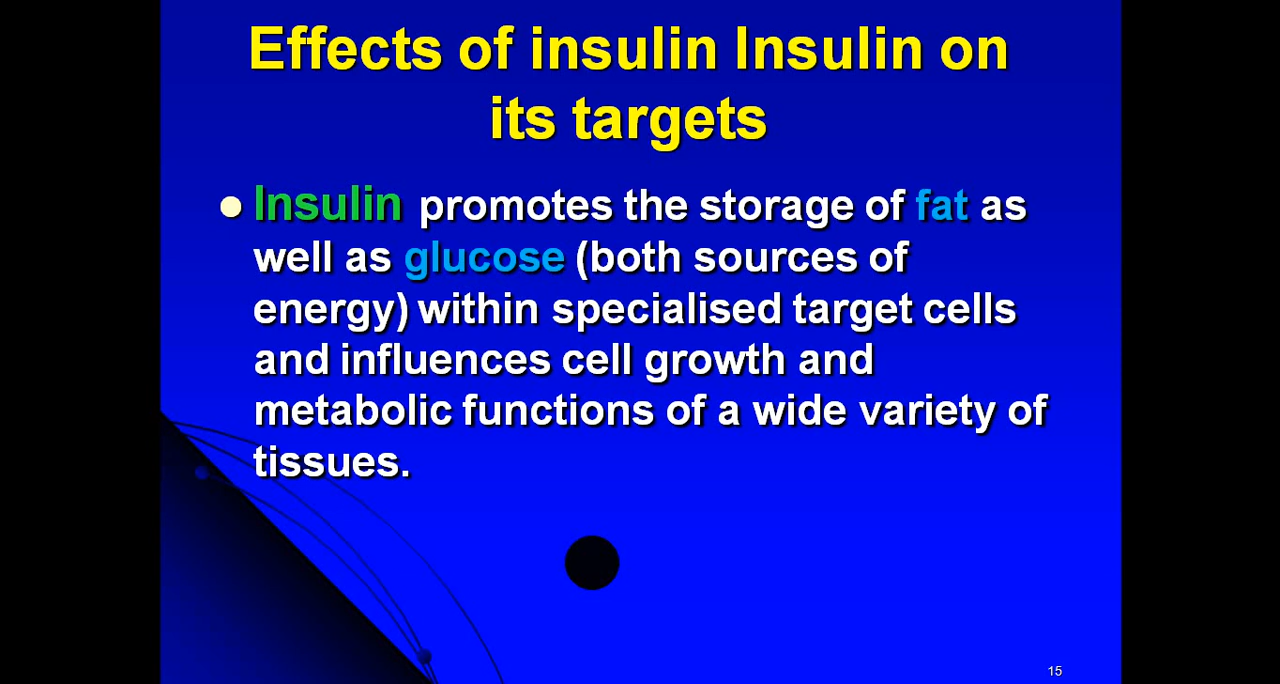 Effects of insulin Insulin on
its targets
Insulin promotes the storage of fat as
well as glucose (both sources of
energy) within specialised target cells
and influences cell growth and
metabolic functions of a wide variety of
tissues.
15